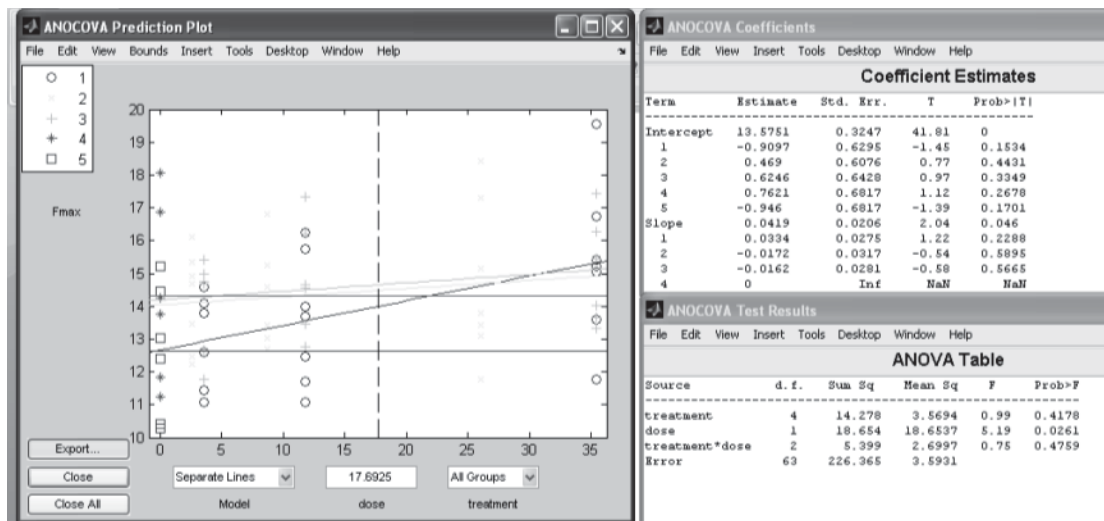 ANOCOVA Prediction Plot
File Edit View Bounds Insert Tools Desktop Window Help
1
2
3
4
5
Fmax
20
19
18
17
16
15
14
13
12
11
10
0 5 10 15 20 25 30 35
Export...
Close
Close All
Separate Lines
17.6925
All Groups
Model
dose
treatment
ANOCOVA Coefficients
File Edit View Insert Tools Desktop Window Help
Coefficient Estimates
Term Estimate Std. Err. T Prob>|T|
Intercept 13.5751 0.3247 41.81 0
1 -0.9097 0.6295 -1.45 0.1534
2 0.469 0.6076 0.77 0.4431
3 0.6246 0.6428 0.97 0.3349
4 0.7621 0.6817 1.12 0.2678
5 -0.946 0.6817 -1.39 0.1701
Slope 0.0419 0.0206 2.04 0.046
1 0.0334 0.0275 1.22 0.2288
2 -0.0172 0.0317 -0.54 0.5895
3 -0.0162 0.0281 -0.58 0.5665
4 0 Inf NaN NaN
ANOCOVA Test Results
File Edit View Insert Tools Desktop Window Help
ANOVA Table
Source d.f. Sum Sq Mean Sq F Prob>F
treatment 4 14.278 3.5694 0.99 0.4178
dose 1 18.654 18.6537 5.19 0.0261
treatment*dose 2 5.399 2.6997 0.75 0.4759
Error 63 226.365 3.5931